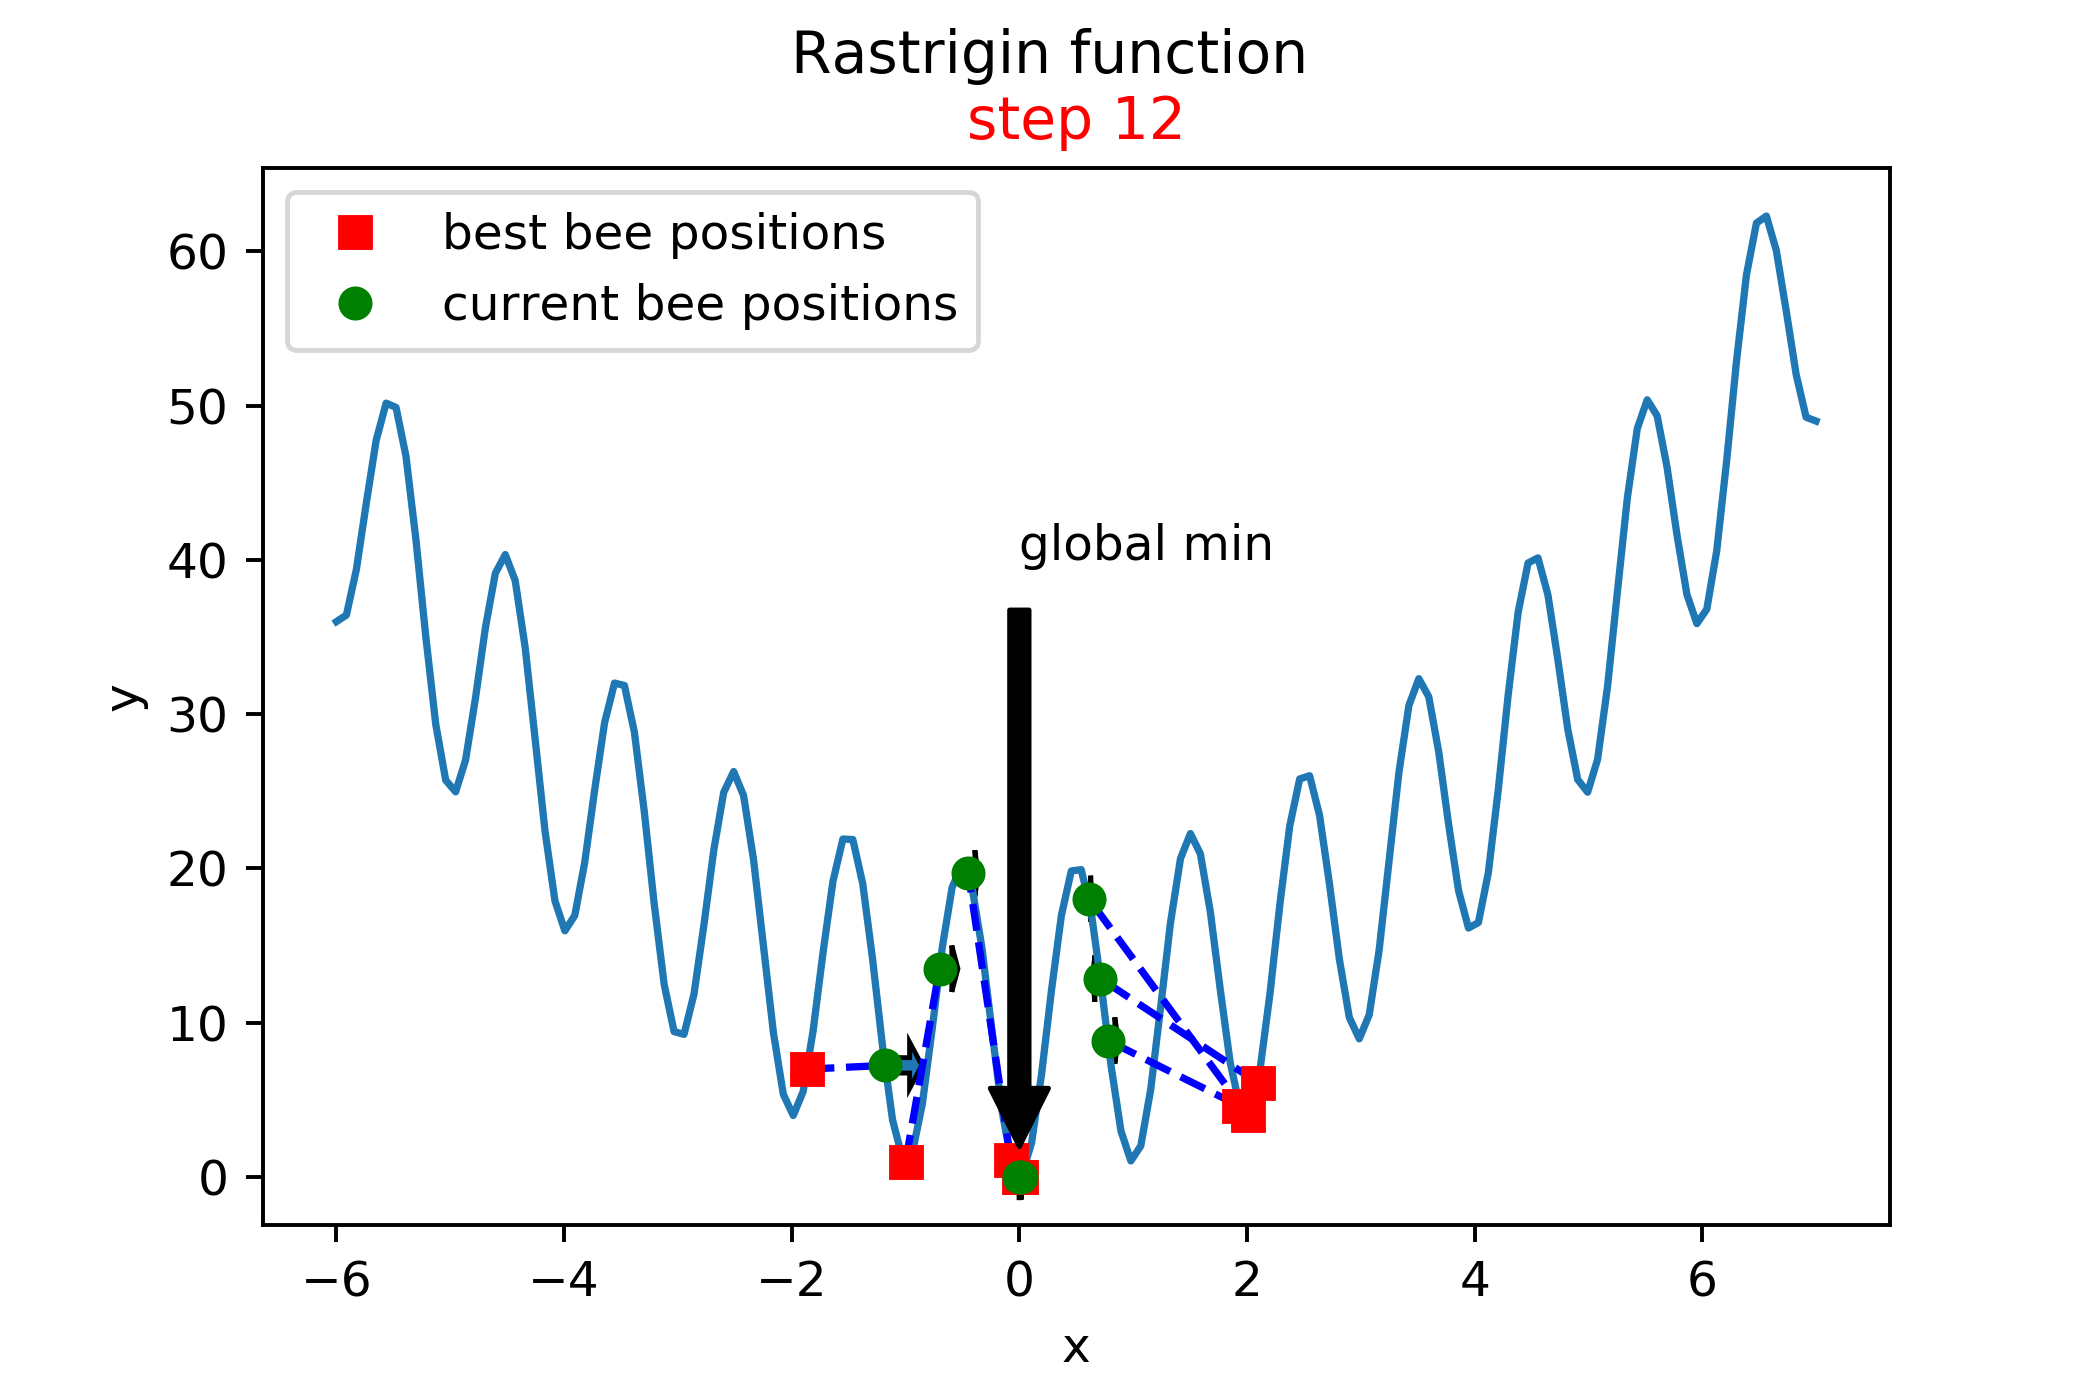 Rastrigin function
step 12
best bee positions
current bee positions
global min
y
60
50
40
30
20
10
0
−6
−4
−2
0
2
4
6
x